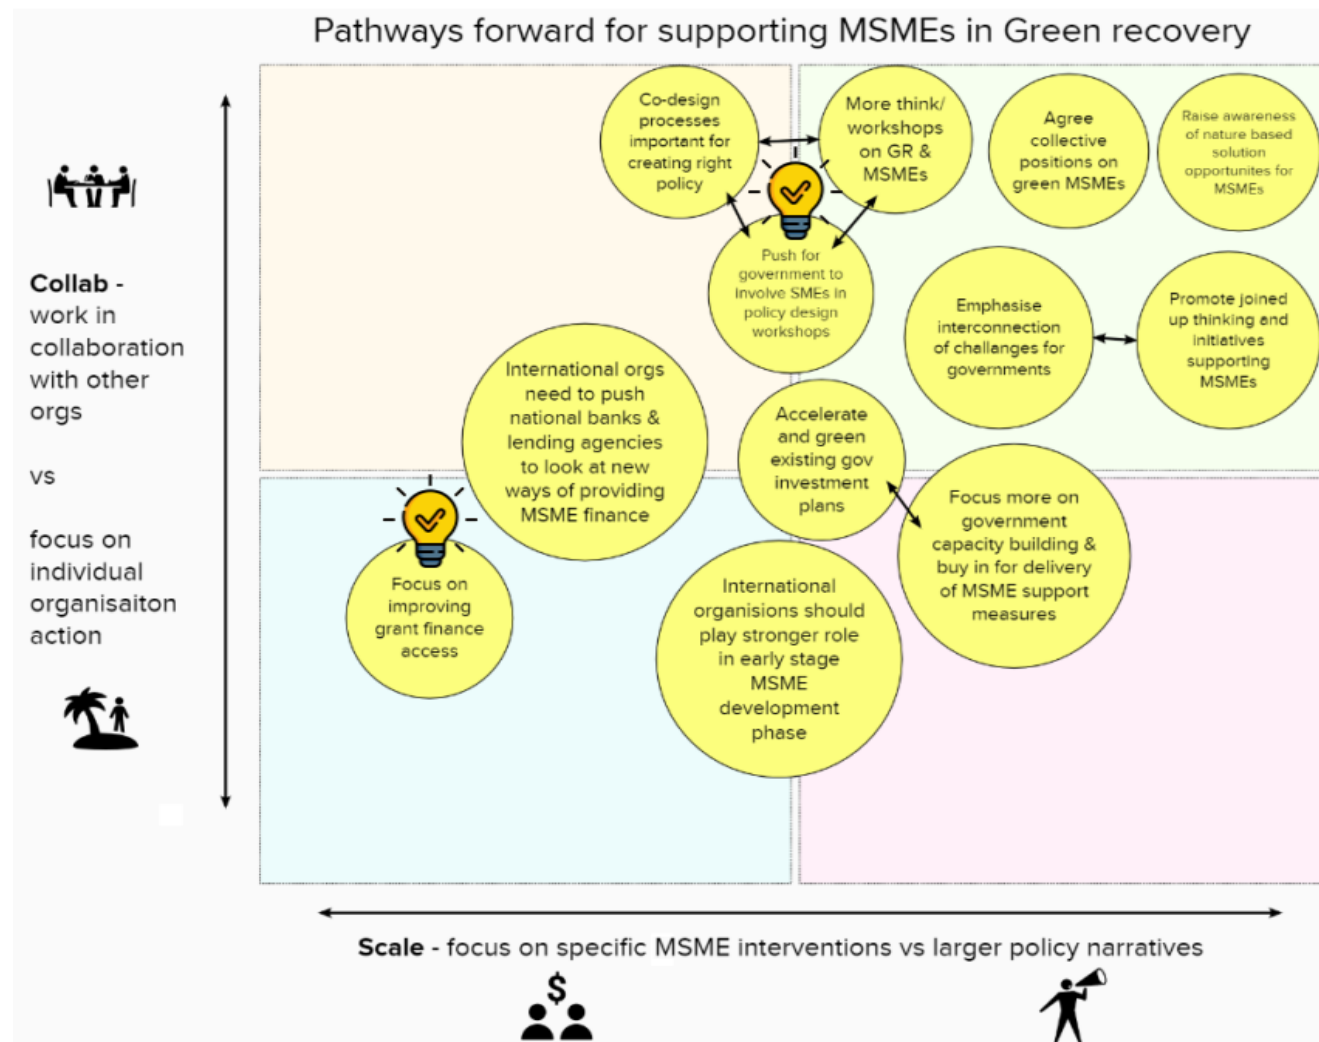 Pathways forward for supporting MSMEs in Green recovery
Co-design
processes
important for
creating right
policy
More think/
workshops
on GR &
MSMEs
Agree
collective
positions on
green MSMEs
Raise awareness
of nature based
solution
opportunites for
MSMEs
Push for
government to
involve SMEs in
policy design
workshops
Emphasise
interconnection
of challanges for
governments
Promote joined
up thinking and
initiatives
supporting
MSMEs
Collab -
work in
collaboration
with other
orgs
vs
focus on
individual
organisaiton
action
International orgs
need to push
national banks &
lending agencies
to look at new
ways of providing
MSME finance
Accelerate
and green
existing gov
investment
plans
Focus more on
government
capacity building &
buy in for delivery
of MSME support
measures
Focus on
improving
grant finance
access
International
organisions should
play stronger role
in early stage
MSME
development
phase
Scale - focus on specific MSME interventions vs larger policy narratives
$